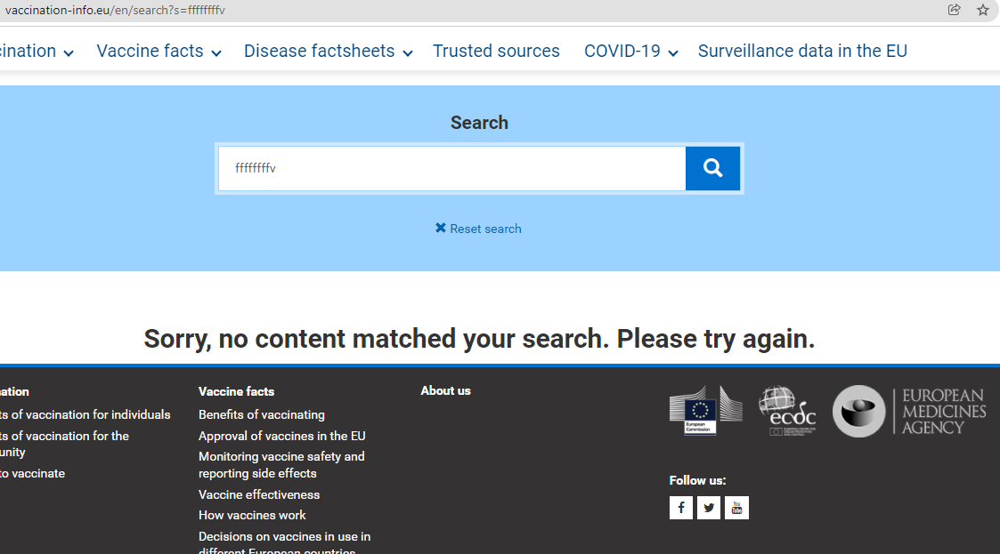 vaccination-info.eu/en/search?s=ffffffffv
cination Vaccine facts Disease factsheets Trusted sources COVID-19 Surveillance data in the EU
Search
ffffffffv
Reset search
Sorry, no content matched your search. Please try again.
nation
ts of vaccination for individuals
ts of vaccination for the
unity
to vaccinate
Vaccine facts
Benefits of vaccinating
Approval of vaccines in the EU
Monitoring vaccine safety and
reporting side effects
Vaccine effectiveness
How vaccines work
Decisions on vaccines in use in
different European countries
About us
European
Commission
ecdc
EUROPEAN
MEDICINES
AGENCY
Follow us:
You
Tube